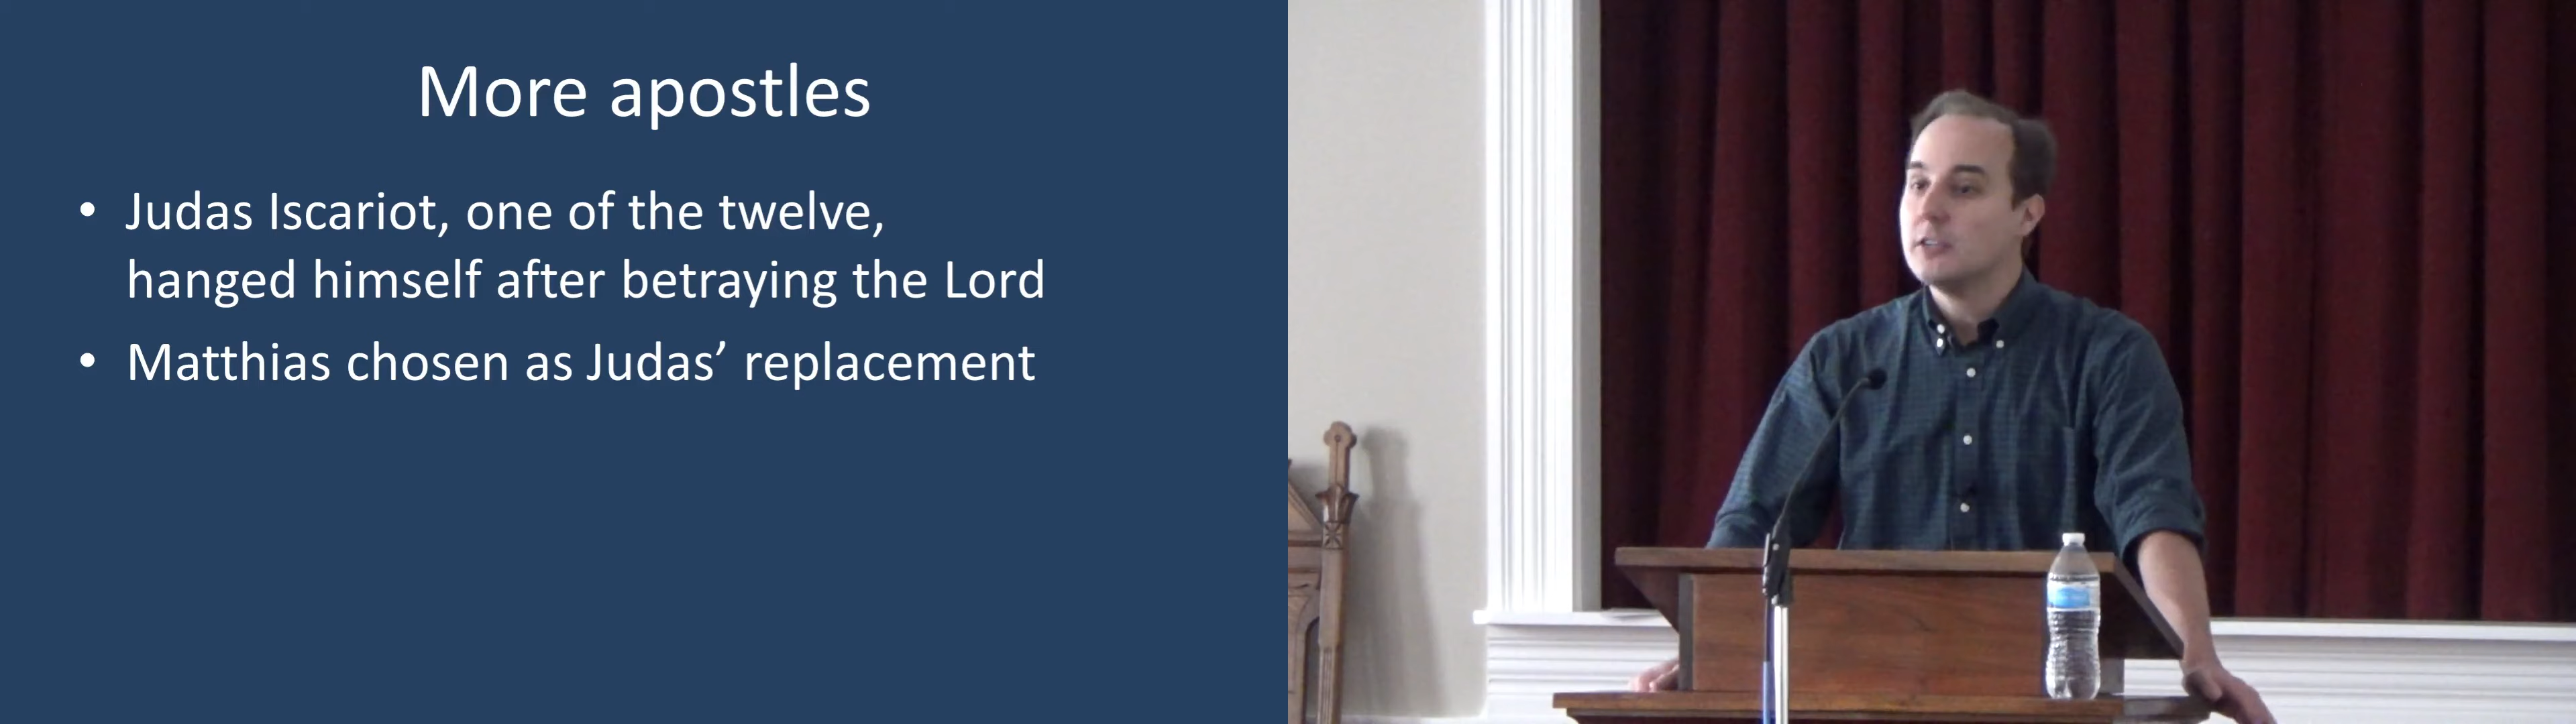 More apostles
• Judas Iscariot, one of the twelve,
hanged himself after betraying the Lord
• Matthias chosen as Judas’ replacement